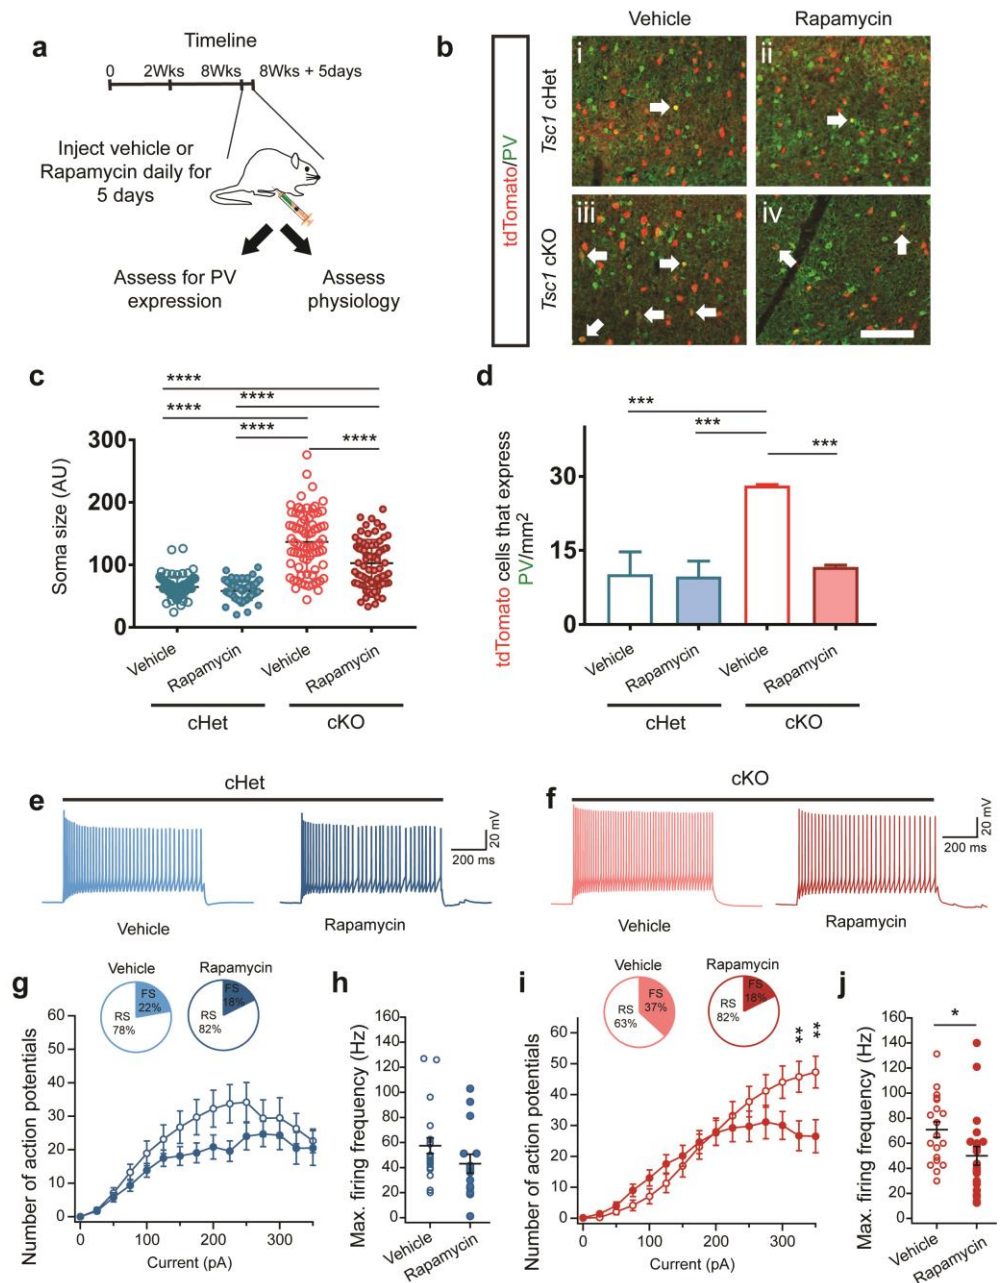 a
Timeline
0 2Wks 8Wks 8Wks + 5days
Inject vehicle or
Rapamycin daily for
5 days
Assess for PV
expression
Assess
physiology
b
Vehicle Rapamycin
tdTomato/PV
Tsc1 cHet
Tsc1 cKO
i
ii
iii
iv
c
****
****
****
****
****
Soma size (AU)
300
200
100
0
Vehicle
Rapamycin
Vehicle
Rapamycin
cHet
cKO
d
***
***
***
tdTomato cells that express
PV/mm2
30
15
0
Vehicle
Rapamycin
Vehicle
Rapamycin
cHet
cKO
e
cHet
20 mV
200 ms
Vehicle
Rapamycin
f
cKO
20 mV
200 ms
Vehicle
Rapamycin
g
Vehicle
FS
22%
RS
78%
Rapamycin
FS
18%
RS
82%
Number of action potentials
60
50
40
30
20
10
0
0 100 200 300
Current (pA)
h
Max. firing frequency (Hz)
160
140
120
100
80
60
40
20
0
Vehicle
Rapamycin
i
Vehicle
FS
37%
RS
63%
Rapamycin
FS
18%
RS
82%
**
**
Number of action potentials
60
50
40
30
20
10
0
0 100 200 300
Current (pA)
j
*
Max. firing frequency (Hz)
160
140
120
100
80
60
40
20
0
Vehicle
Rapamycin